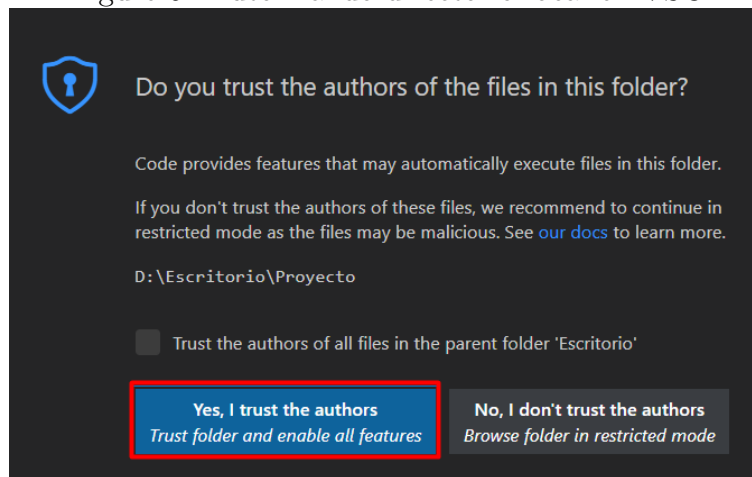 Do you trust the authors of the files in this folder?
Code provides features that may automatically execute files in this folder.
If you don't trust the authors of these files, we recommend to continue in
restricted mode as the files may be malicious. See our docs to learn more.
D:\Escritorio\Proyecto
Trust the authors of all files in the parent folder 'Escritorio'
Yes, I trust the authors
Trust folder and enable all features
No, I don't trust the authors
Browse folder in restricted mode